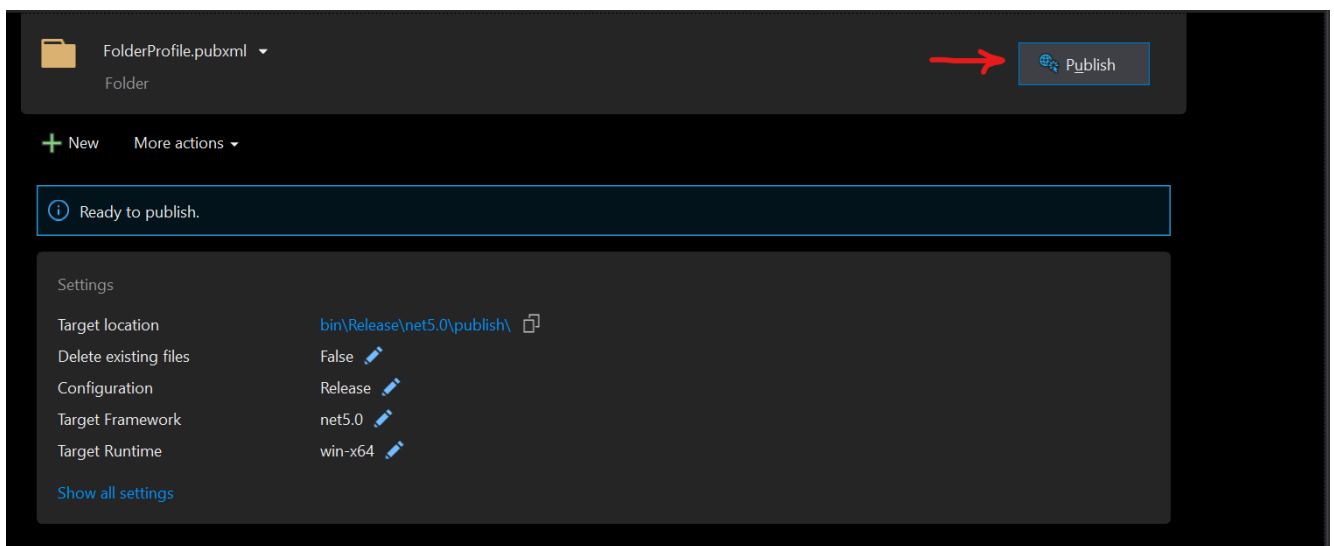 FolderProfile.pubxml
Folder
Publish
New
More actions
Ready to publish.
Settings
Target location bin\Release\net5.0\publish\
Delete existing files False
Configuration Release
Target Framework net5.0
Target Runtime win-x64
Show all settings